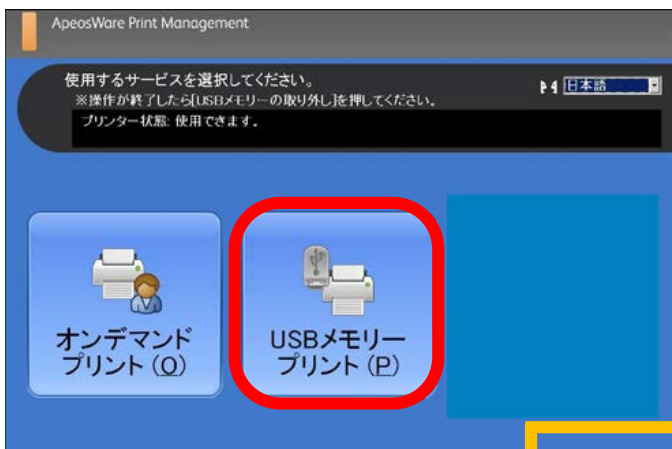 ApeosWare Print Management
使用するサービスを選択してください。
※操作が終了したら[USBメモリーの取り外し]を押してください。
日本語
プリンター状態: 使用できます。
オンデマンド
プリント (O)
USBメモリー
プリント (P)